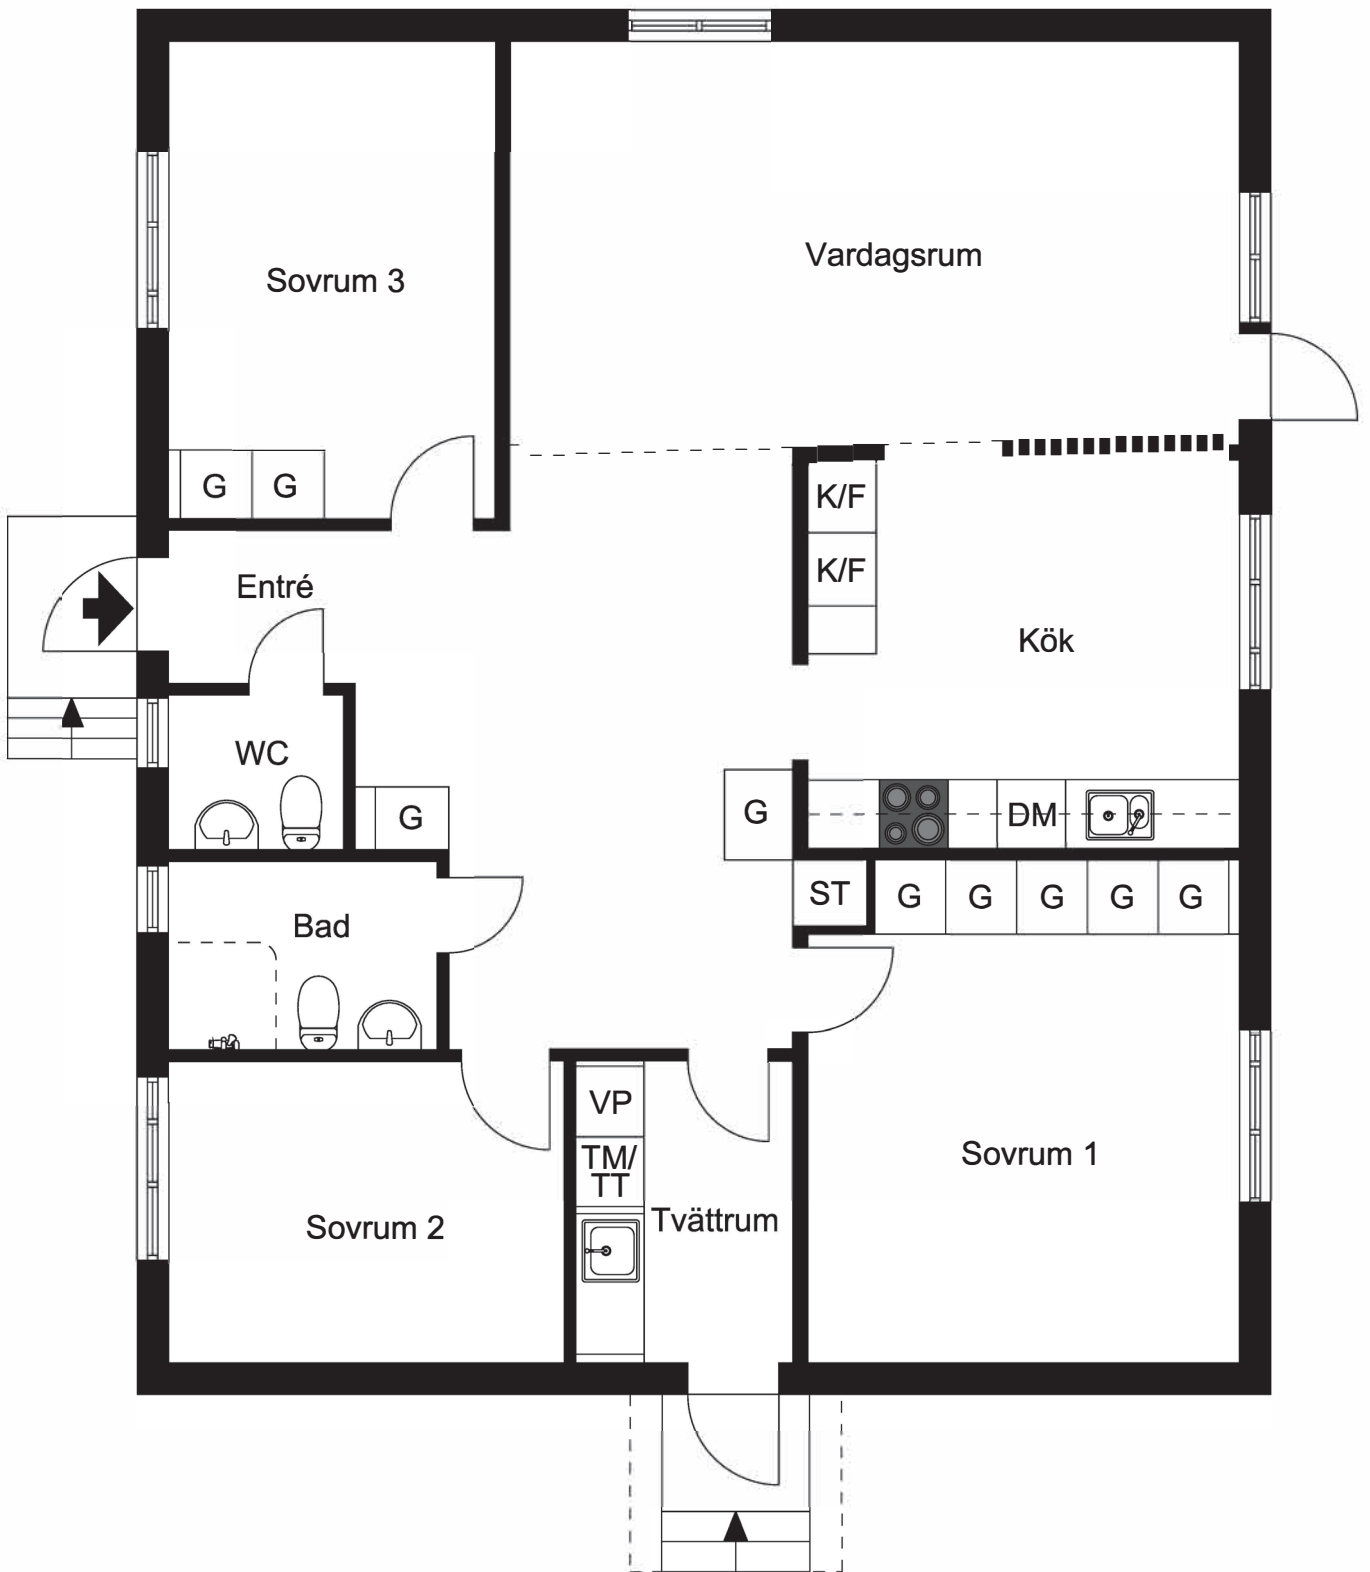 Vardagsrum
Sovrum 3
G G
K/F
K/F
Entré
Kök
WC
G
G
DM
ST
G G G G G
Bad
VP
TM/
TT
Sovrum 1
Tvättrum
Sovrum 2